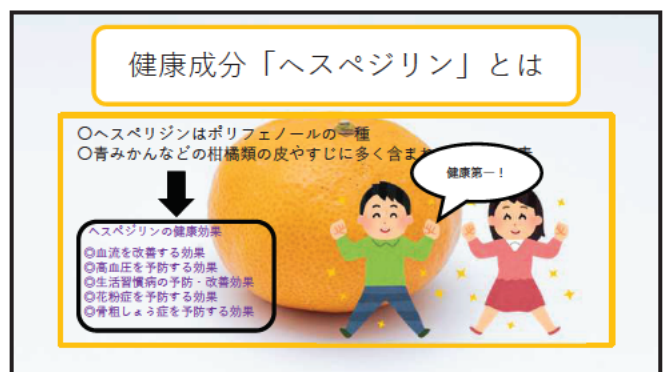 健康成分「ヘスペジリン」とは
〇ヘスペリジンはポリフェノールの一種
〇青みかんなどの柑橘類の皮やすじに多く含ま
健康第一！
ヘスペジリンの健康効果
◎血流を改善する効果
◎高血圧を予防する効果
◎生活習慣病の予防・改善効果
◎花粉症を予防する効果
◎骨粗しょう症を予防する効果